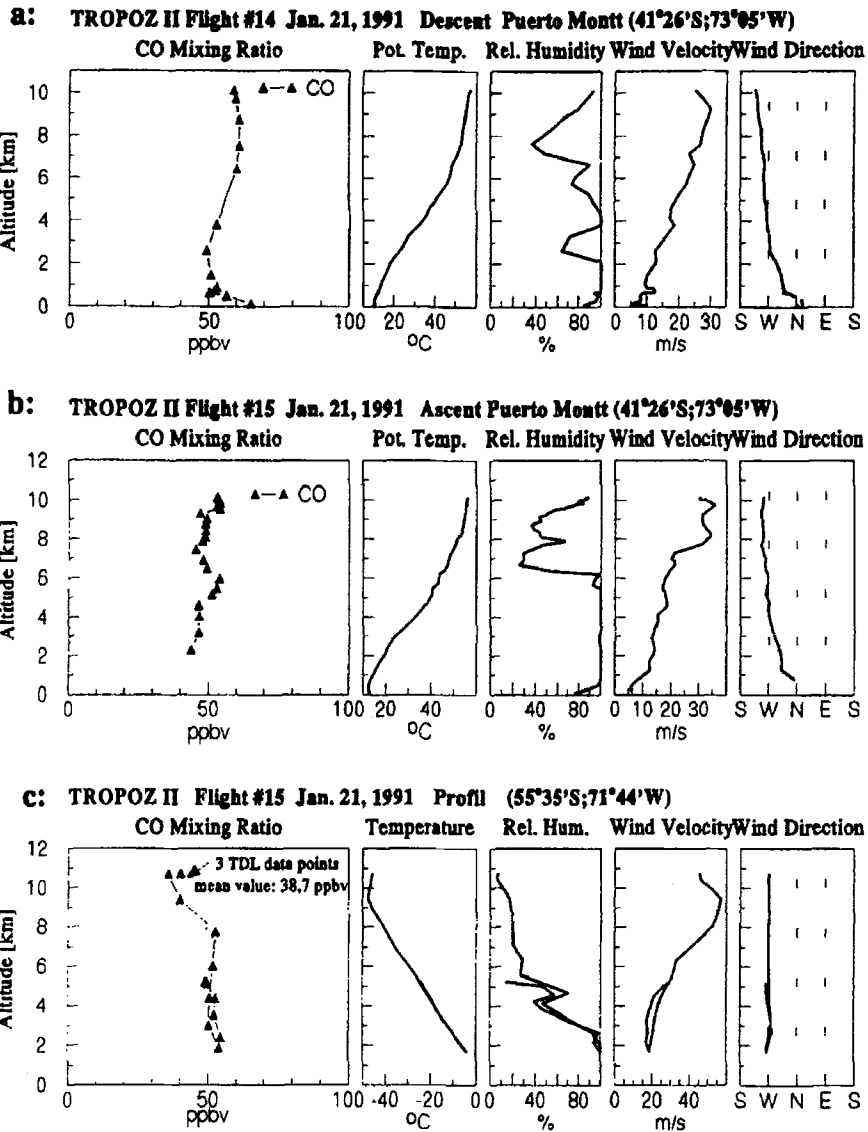 a: TROPOZ II Flight #14 Jan. 21, 1991 Descent Puerto Montt (41°26'S;73°05'W)
CO Mixing Ratio Pot. Temp. Rel. Humidity Wind Velocity Wind Direction
CO
10
8
6
4
2
0
Altitude [km]
0 50 100 20 40 0 40 80 0 10 30 S W N E S
ppbv °C % m/s
b: TROPOZ II Flight #15 Jan. 21, 1991 Ascent Puerto Montt (41°26'S;73°05'W)
CO Mixing Ratio Pot. Temp. Rel. Humidity Wind Velocity Wind Direction
CO
12
10
8
6
4
2
0
Altitude [km]
0 50 100 20 40 0 40 80 0 10 30 S W N E S
ppbv °C % m/s
c: TROPOZ II Flight #15 Jan. 21, 1991 Profil (55°35'S;71°44'W)
CO Mixing Ratio Temperature Rel. Hum. Wind Velocity Wind Direction
3 TDL data points
mean value: 38,7 ppbv
12
10
8
6
4
2
0
Altitude [km]
0 50 100 -40 -20 0 0 40 80 0 20 40 S W N E S
ppbv °C % m/s